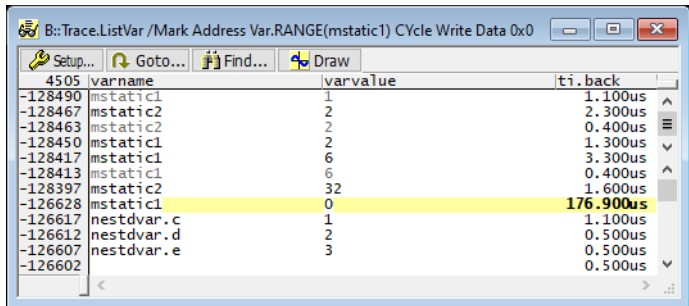 B::Trace.ListVar /Mark Address Var.RANGE(mstatic1) CYcle Write Data 0x0
Setup... Goto... Find... Draw
4505 varname varvalue ti.back
-128490 mstatic1 1 1.100us
-128467 mstatic2 2 2.300us
-128463 mstatic2 2 0.400us
-128450 mstatic1 2 1.300us
-128417 mstatic1 6 3.300us
-128413 mstatic1 6 0.400us
-128397 mstatic2 32 1.600us
-126628 mstatic1 0 176.900us
-126617 nestdvar.c 1 1.100us
-126612 nestdvar.d 2 0.500us
-126607 nestdvar.e 3 0.500us
-126602 0.500us